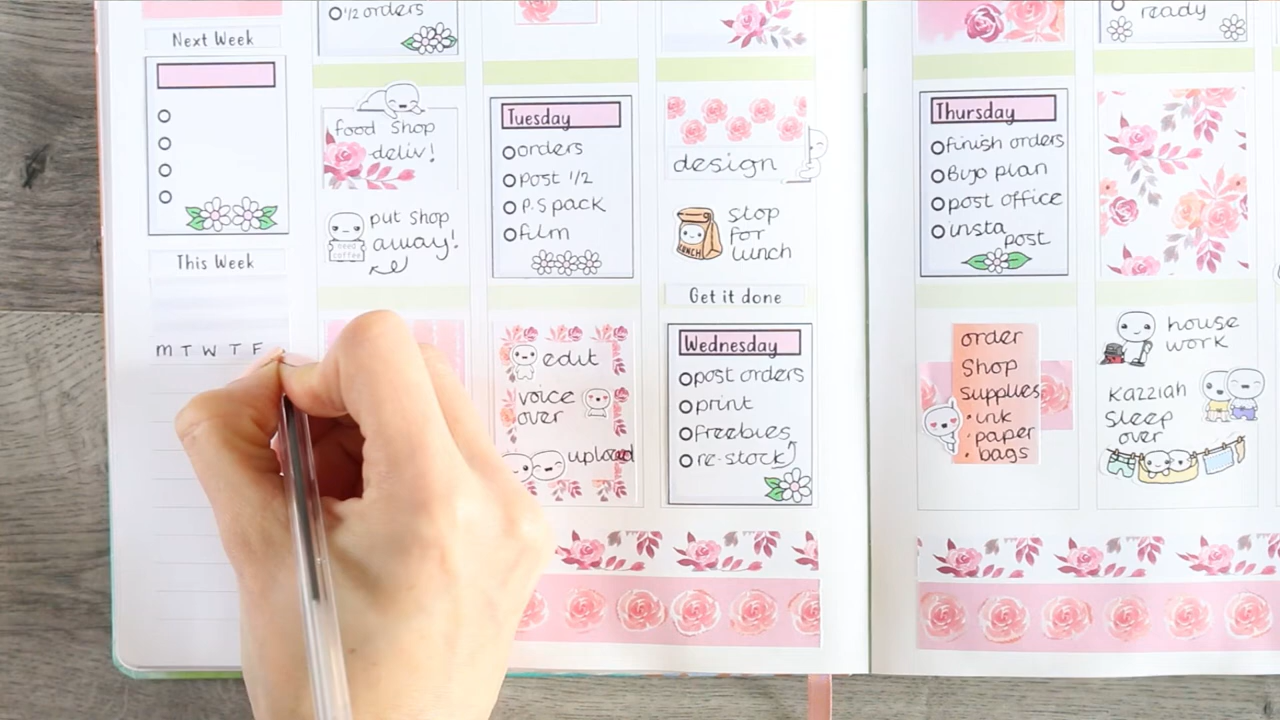 Next Week
This Week
M T W T F
1/2 orders
food shop
deliv!
put shop
away!
need
coffee
Tuesday
orders
post 1/2
P.S pack
film
edit
voice
over
upload
design
LUNCH
stop
for
lunch
Get it done
Wednesday
post orders
print
freebies
re-stock
Thursday
finish orders
Bujo plan
post office
insta
post
order
Shop
Supplies
• ink
• paper
• bags
ready
house
work
Kazziah
Sleep
over